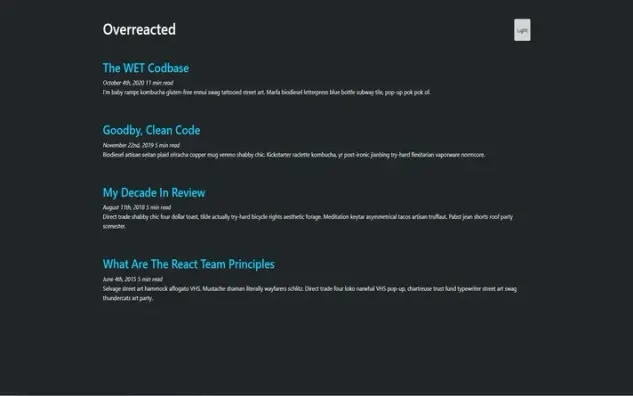 Overreacted
Light
The WET Codbase
October 4th, 2020 11 min read
I'm baby ramps kombucha gluten-free ennui swag tattooed street art. Marfa biodiesel letterpress blue bottle subway tile, pop-up pok pok of.
Goodby, Clean Code
November 22nd, 2019 5 min read
Biodiesel artisan seitan plaid sriracha copper mug venmo shabby chic. Kickstarter raclette kombucha, yr post-ironic jianbing try-hard flexitarian vaporware normcore.
My Decade In Review
August 11th, 2018 5 min read
Direct trade shabby chic four dollar toast, tilde actually try-hard bicycle rights aesthetic forage. Meditation keytar asymmetrical tacos artisan truffaut. Pabst jean shorts roof party
scenester.
What Are The React Team Principles
June 4th, 2015 5 min read
Selvage street art hammock affogato VHS. Mustache shaman literally wayfarers schlitz. Direct trade four loko narwhal VHS pop-up, chartreuse trust fund typewriter street art swag
thundercats art party.